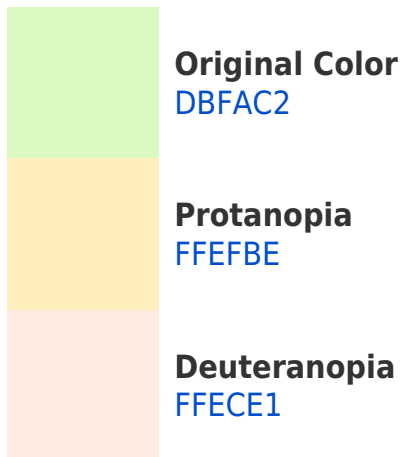 Original Color
DBFAC2
Protanopia
FFEFBE
Deuteranopia
FFECE1